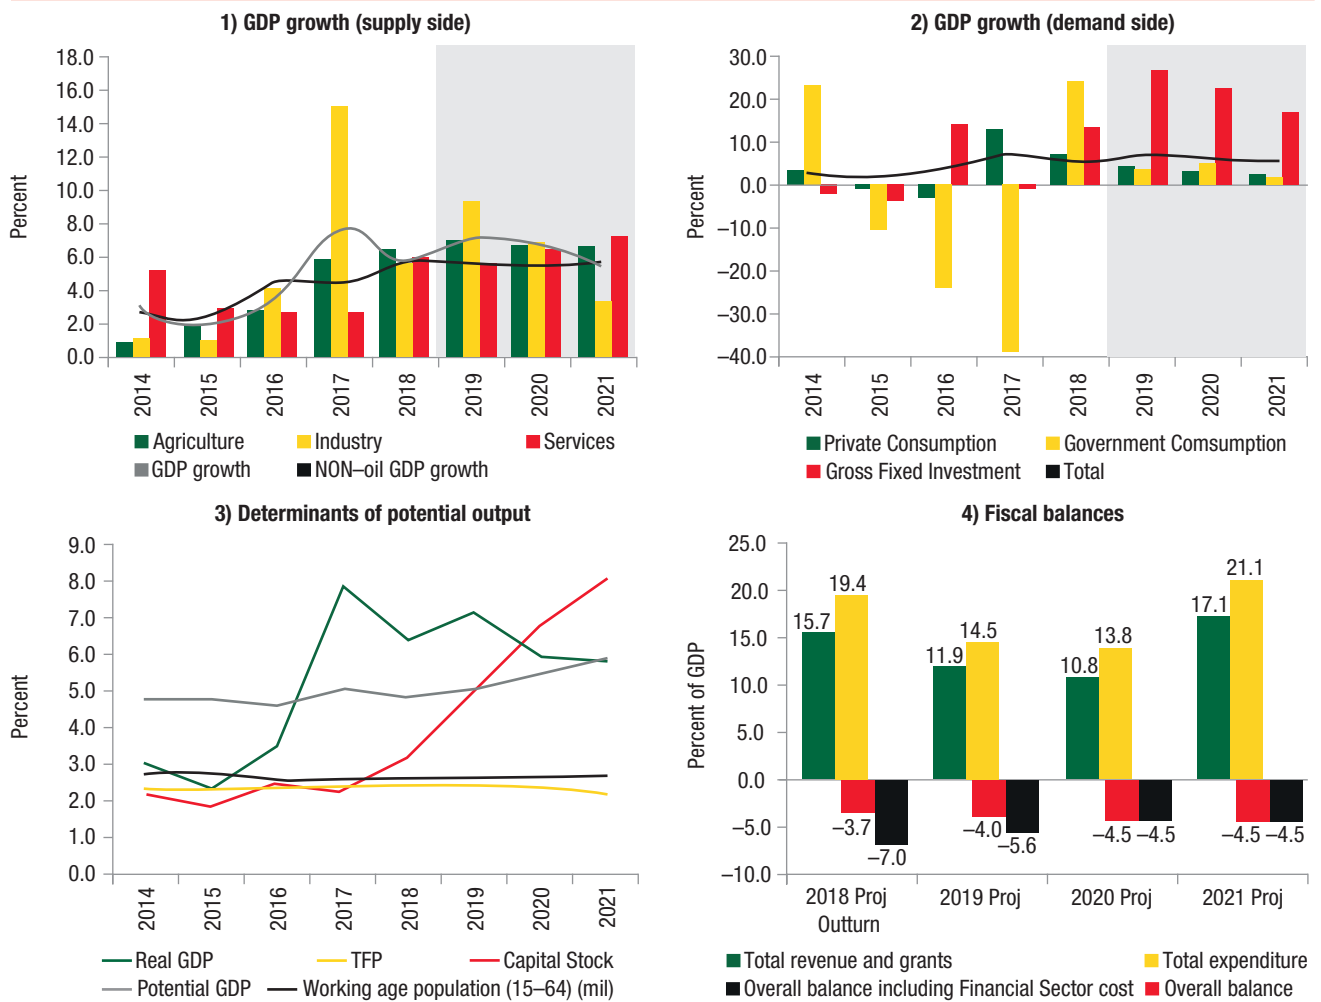 1) GDP growth (supply side)
Percent
18.0
16.0
14.0
12.0
10.0
8.0
6.0
4.0
2.0
0.0
2014
2015
2016
2017
2018
2019
2020
2021
Agriculture
Industry
Services
GDP growth
NON–oil GDP growth
2) GDP growth (demand side)
Percent
30.0
20.0
10.0
0.0
–10.0
–20.0
–30.0
–40.0
2014
2015
2016
2017
2018
2019
2020
2021
Private Consumption
Government Comsumption
Gross Fixed Investment
Total
3) Determinants of potential output
Percent
9.0
8.0
7.0
6.0
5.0
4.0
3.0
2.0
1.0
0.0
2014
2015
2016
2017
2018
2019
2020
2021
Real GDP
TFP
Capital Stock
Potential GDP
Working age population (15–64) (mil)
4) Fiscal balances
Percent of GDP
25.0
20.0
15.0
10.0
5.0
0.0
–5.0
–10.0
15.7
19.4
–3.7
–7.0
11.9
14.5
–4.0
–5.6
10.8
13.8
–4.5
–4.5
17.1
21.1
–4.5
–4.5
2018 Proj
Outturn
2019 Proj
2020 Proj
2021 Proj
Total revenue and grants
Total expenditure
Overall balance including Financial Sector cost
Overall balance